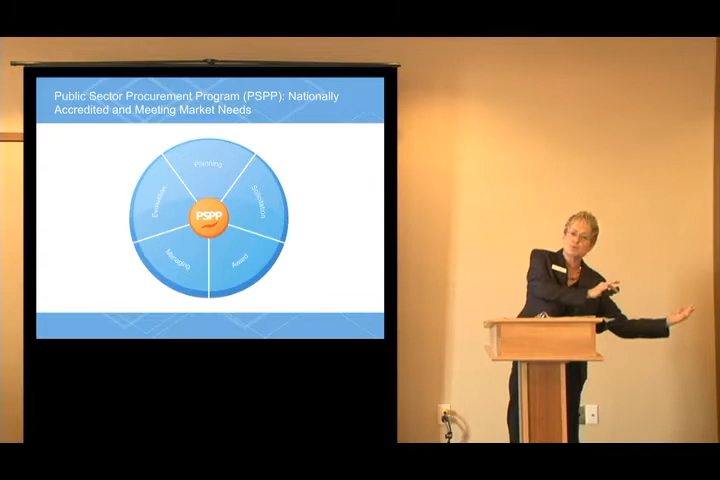 Public Sector Procurement Program (PSPP): Nationally
Accredited and Meeting Market Needs
Planning
Evaluation
Solicitation
PSPP
Managing
Award